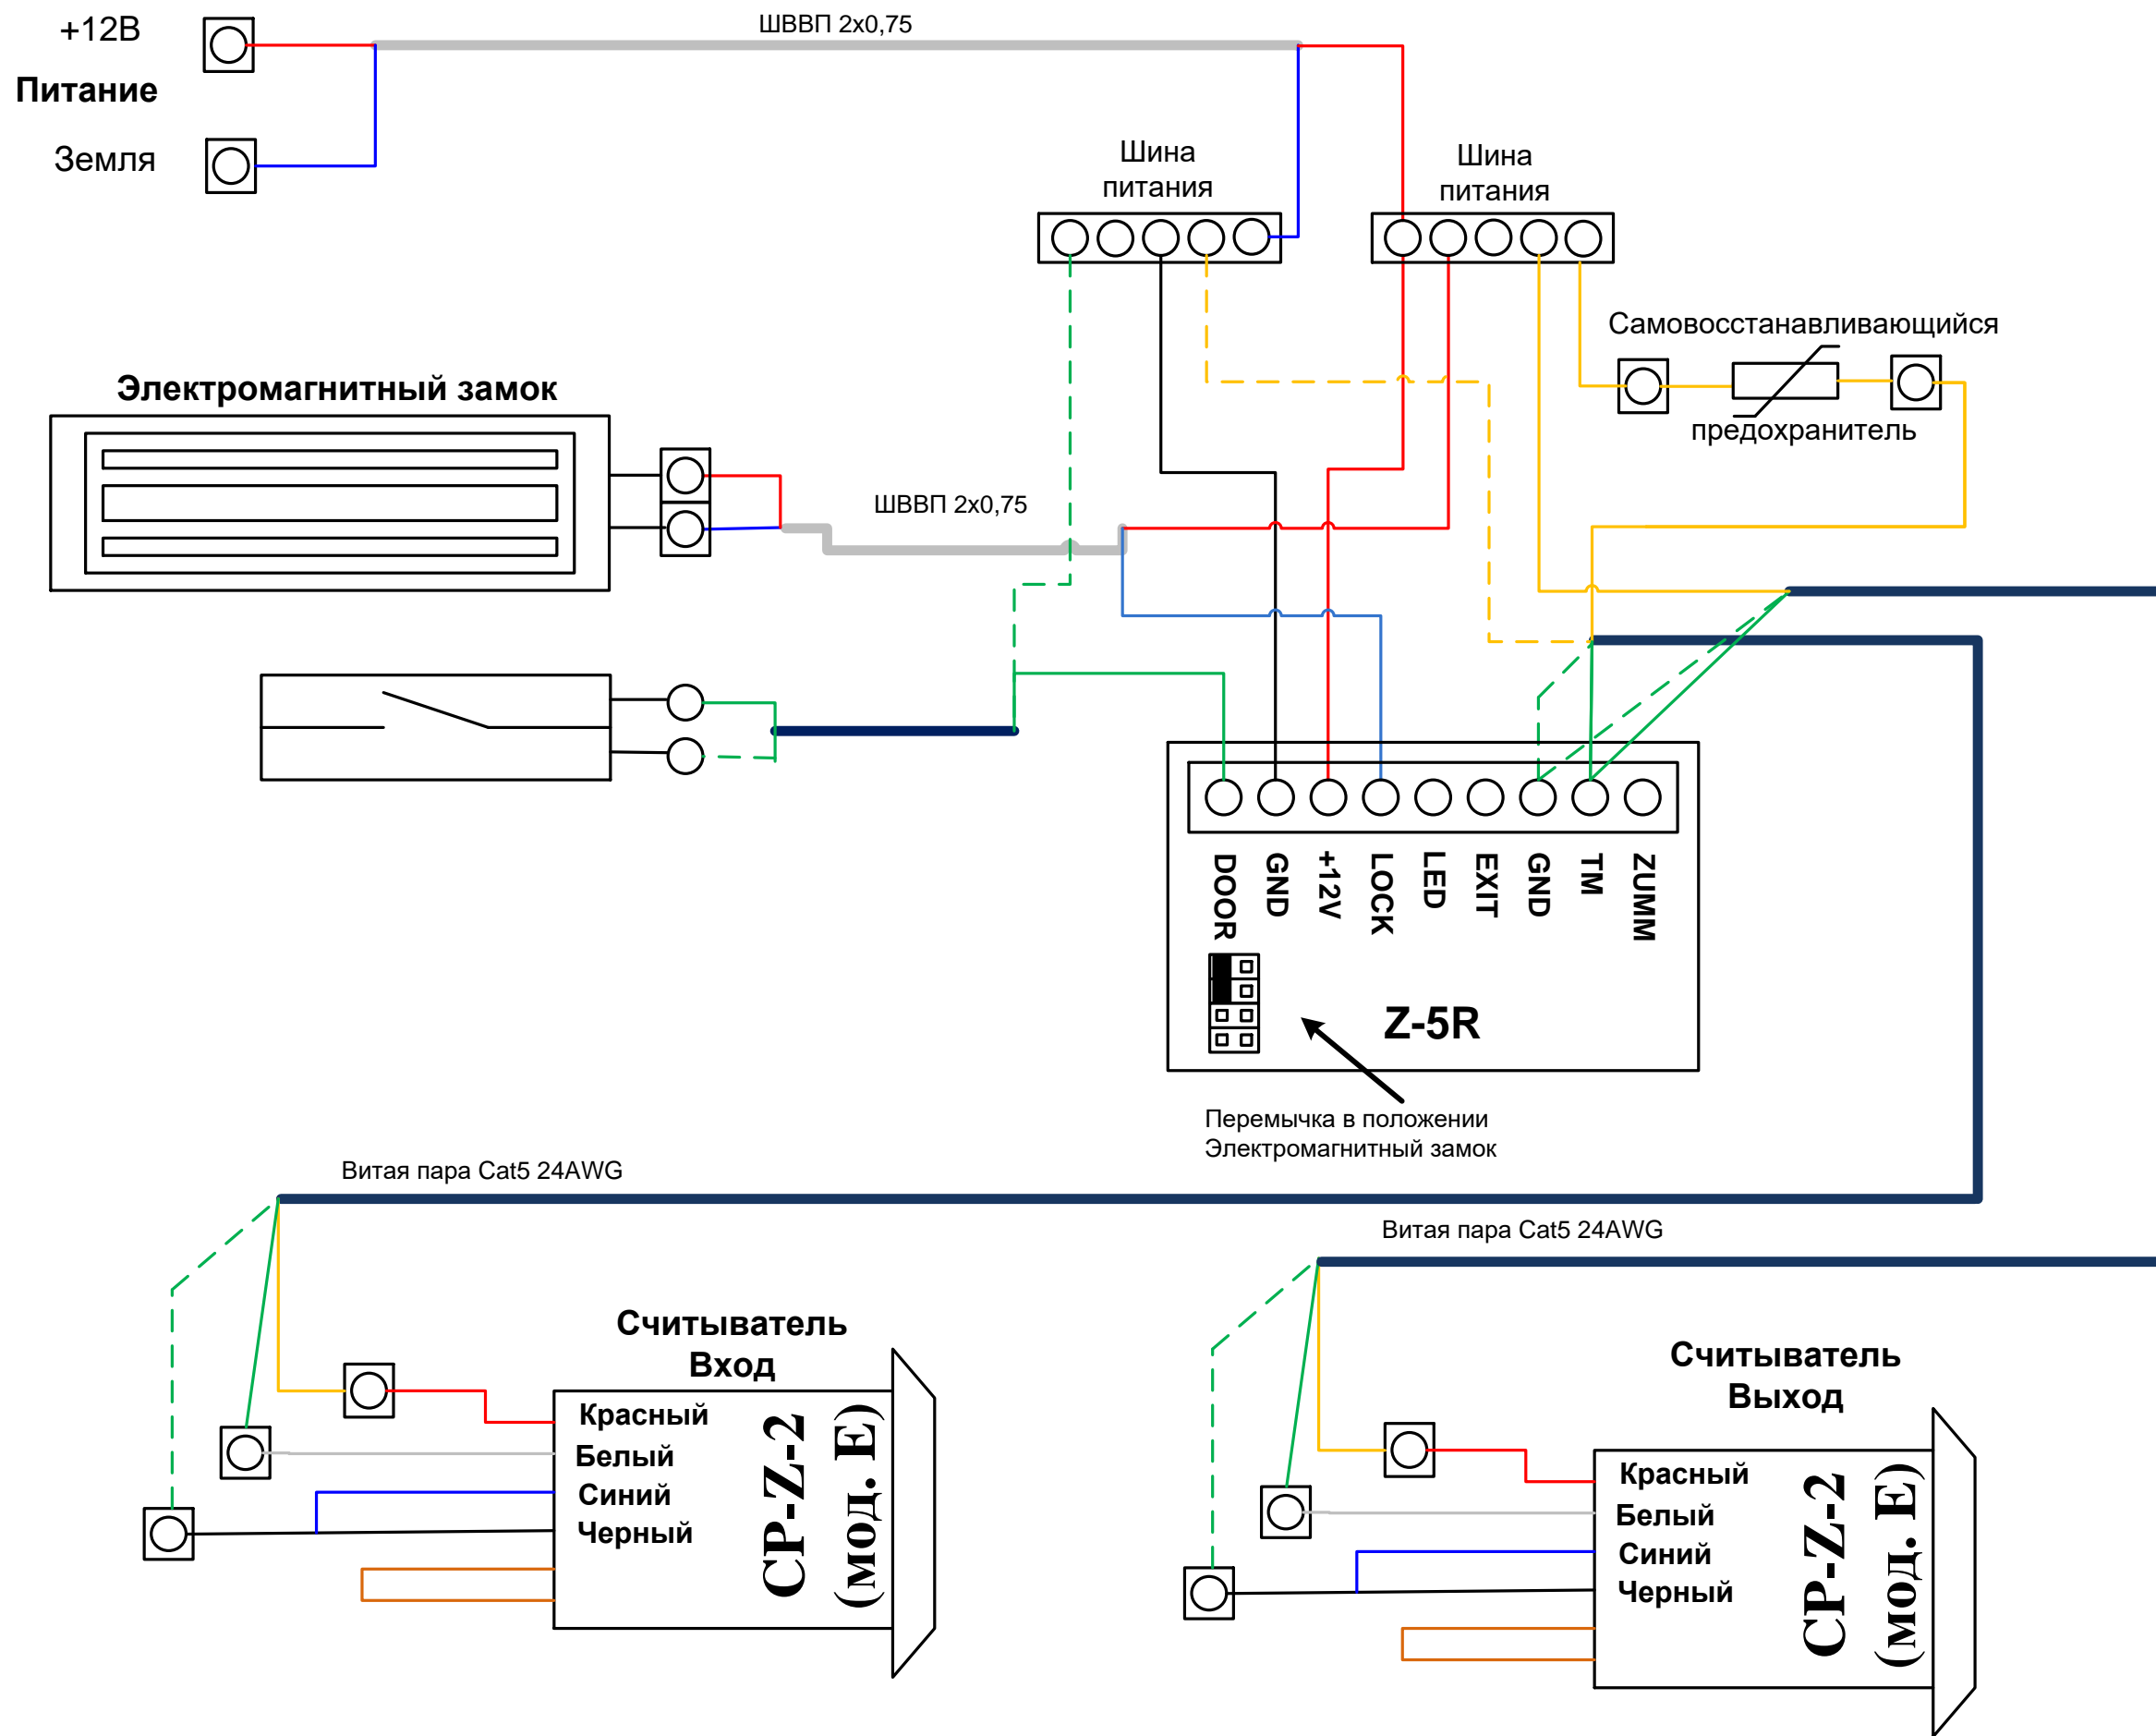 +12В
ШВВП 2х0,75
Питание
Земля
Шина
питания
Шина
питания
Самовосстанавливающийся
предохранитель
Электромагнитный замок
ШВВП 2х0,75
DOOR
GND
+12V
LOCK
LED
EXIT
GND
TM
ZUMM
Z-5R
Перемычка в положении
Электромагнитный замок
Витая пара Cat5 24AWG
Витая пара Cat5 24AWG
Считыватель
Вход
Красный
Белый
Синий
Черный
CP-Z-2
(мод. E)
Считыватель
Выход
Красный
Белый
Синий
Черный
CP-Z-2
(мод. E)